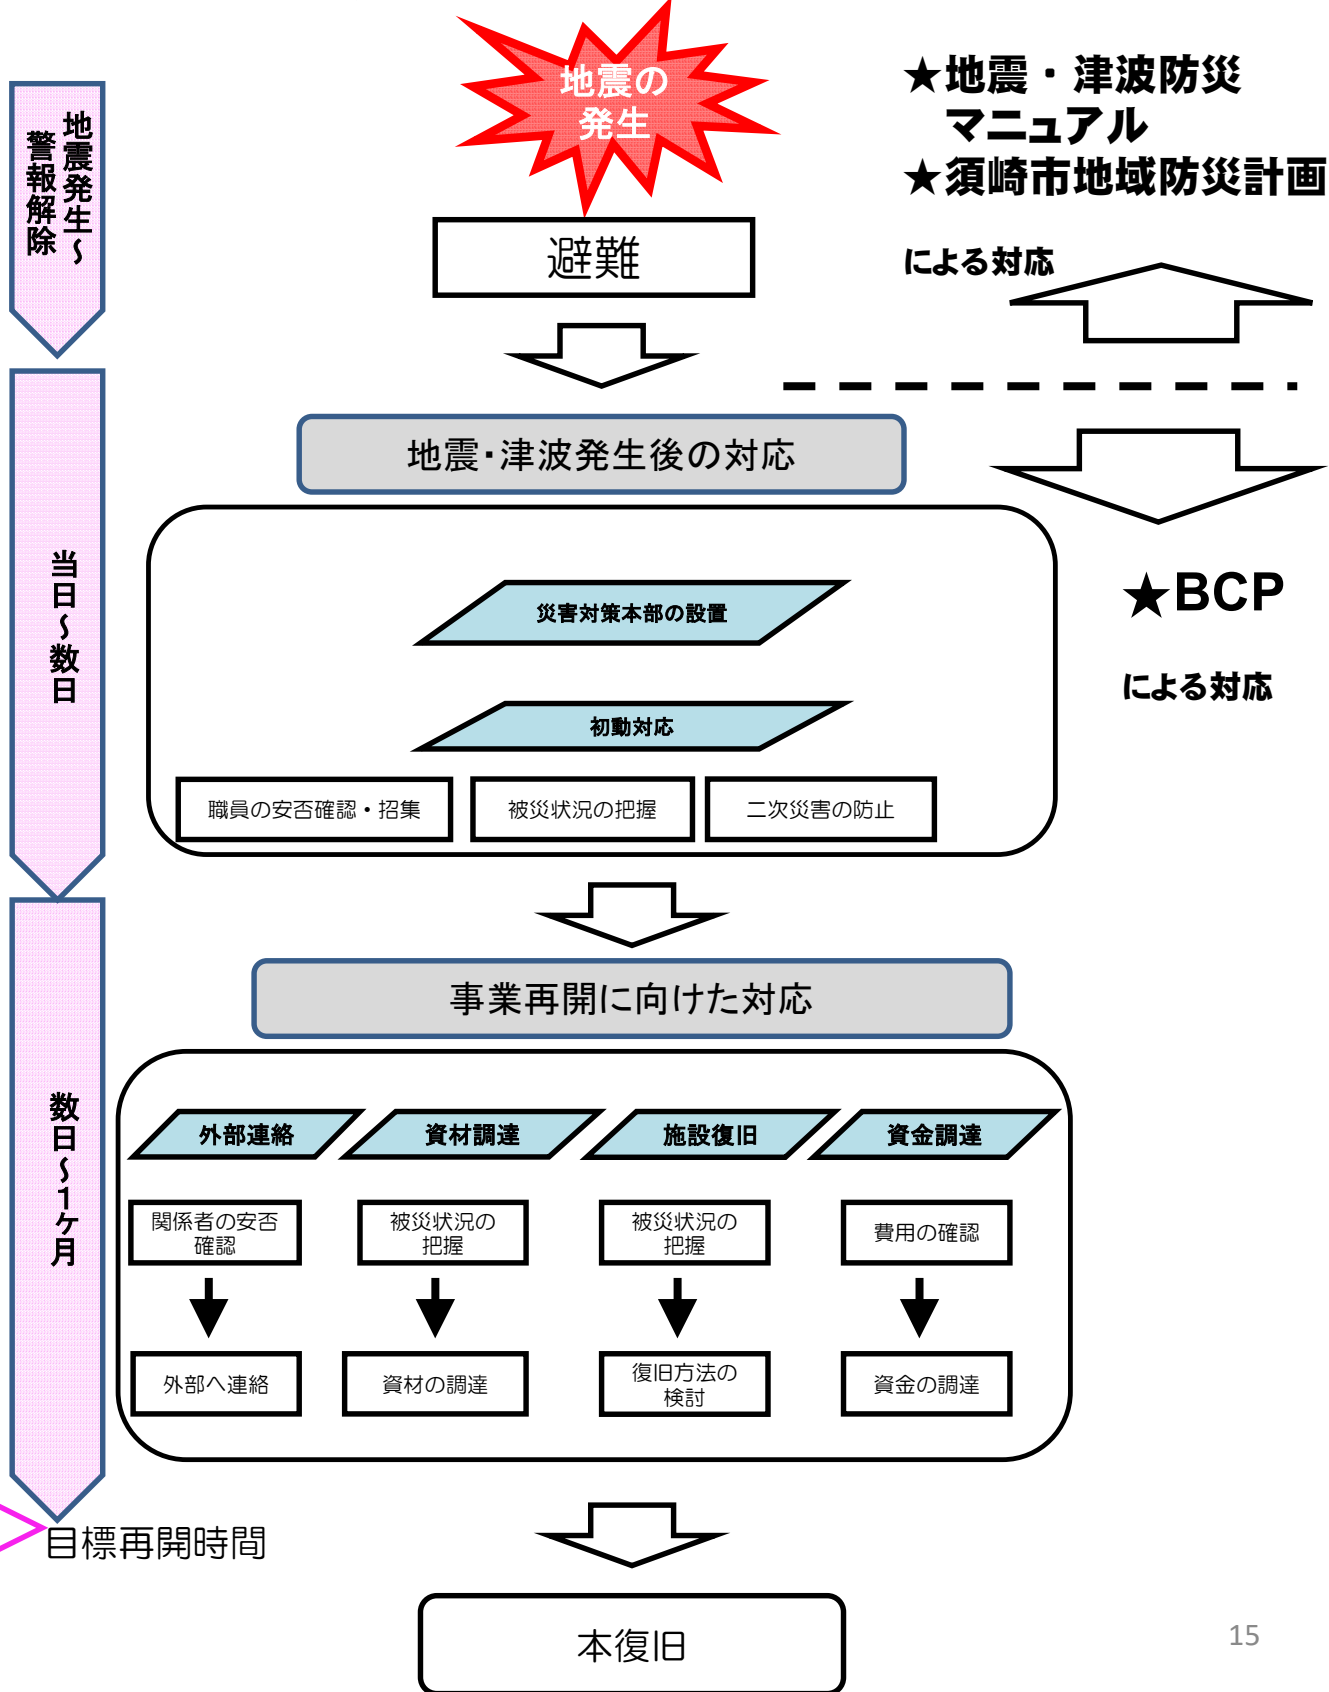 地震の
発生
★地震・津波防災
マニュアル
★須崎市地域防災計画
による対応
地震発生～
警報解除
避難
地震・津波発生後の対応
当日～数日
災害対策本部の設置
★BCP
による対応
初動対応
職員の安否確認・招集
被災状況の把握
二次災害の防止
事業再開に向けた対応
数日～1ヶ月
外部連絡
資材調達
施設復旧
資金調達
関係者の安否
確認
被災状況の
把握
被災状況の
把握
費用の確認
外部へ連絡
資材の調達
復旧方法の
検討
資金の調達
目標再開時間
本復旧
15